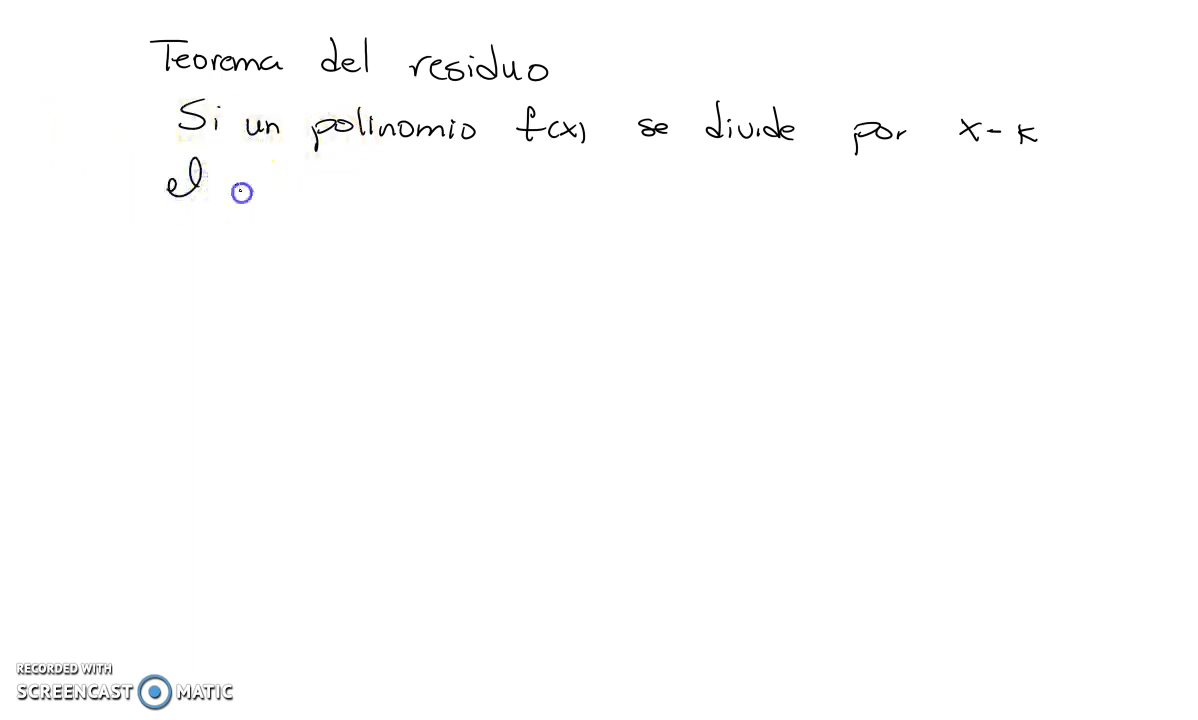 Teorema del residuo
Si un polinomio f(x) se divide por x-k
el
RECORDED WITH
SCREENCAST MATIC